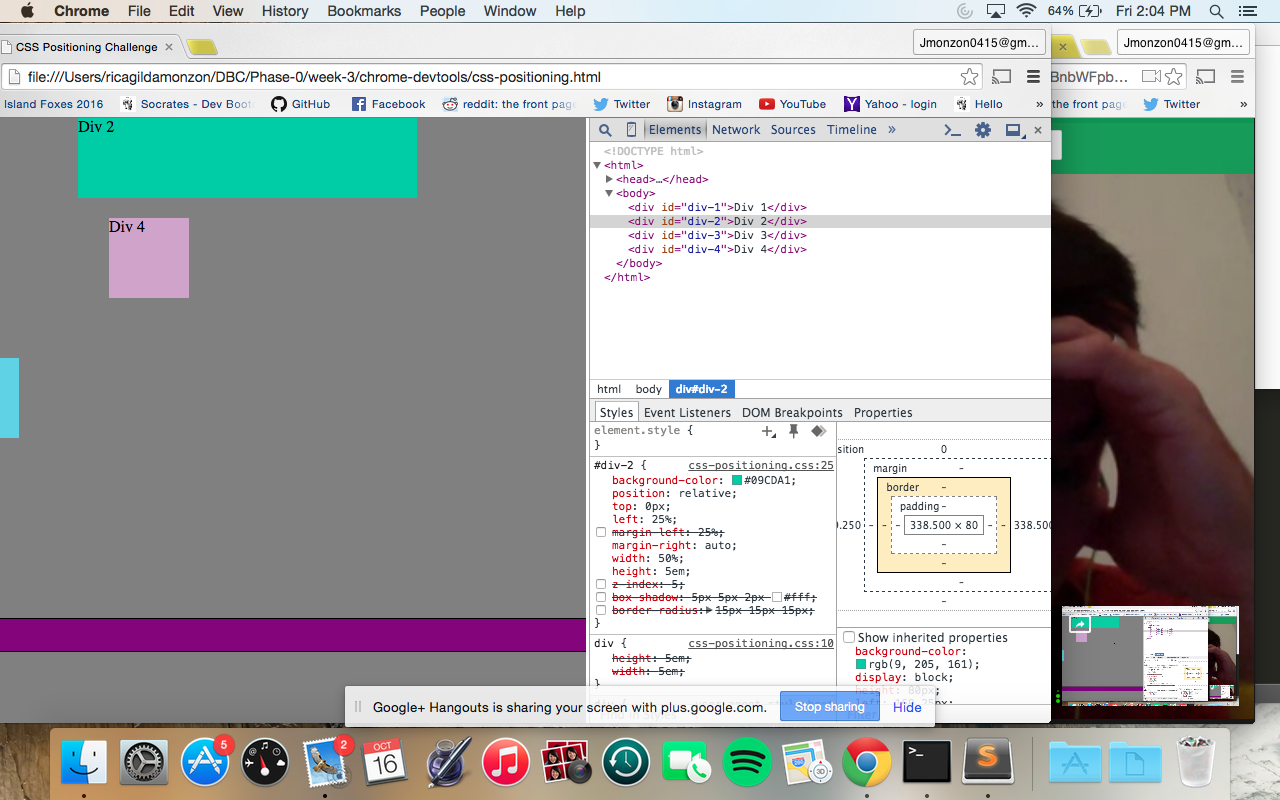 Chrome File Edit View History Bookmarks People Window Help 64% Fri 2:04 PM
CSS Positioning Challenge × Jmonzon0415@gm... × Jmonzon0415@gm...
file:///Users/ricagildamonzon/DBC/Phase-0/week-3/chrome-devtools/css-positioning.html BnbWFpb...
Island Foxes 2016 Socrates - Dev Boot GitHub Facebook reddit: the front page Twitter Instagram YouTube Yahoo - login Hello » the front page Twitter »
Div 2
Div 4
Elements Network Sources Timeline » ×
<!DOCTYPE html>
▼<html>
▶<head>…</head>
▼<body>
<div id="div-1">Div 1</div>
<div id="div-2">Div 2</div>
<div id="div-3">Div 3</div>
<div id="div-4">Div 4</div>
</body>
</html>
html body div#div-2
Styles Event Listeners DOM Breakpoints Properties
element.style {
}
#div-2 { css-positioning.css:25
background-color: #09CDA1;
position: relative;
top: 0px;
left: 25%;
margin-left: 25%;
margin-right: auto;
width: 50%;
height: 5em;
z-index: 5;
box-shadow: 5px 5px 2px #fff;
border-radius:▶15px 15px 15px;
}
div { css-positioning.css:10
height: 5em;
width: 5em;
}
Find in Styles
sition 0
margin -
border -
padding -
0.250 - - - 338.500 × 80 - - - 338.500
-
-
-
-
Show inherited properties
background-color:
rgb(9, 205, 161);
display: block;
height: 80px;
Google+ Hangouts is sharing your screen with plus.google.com. Stop sharing Hide
5
2
OCT
16
3D
>_
S